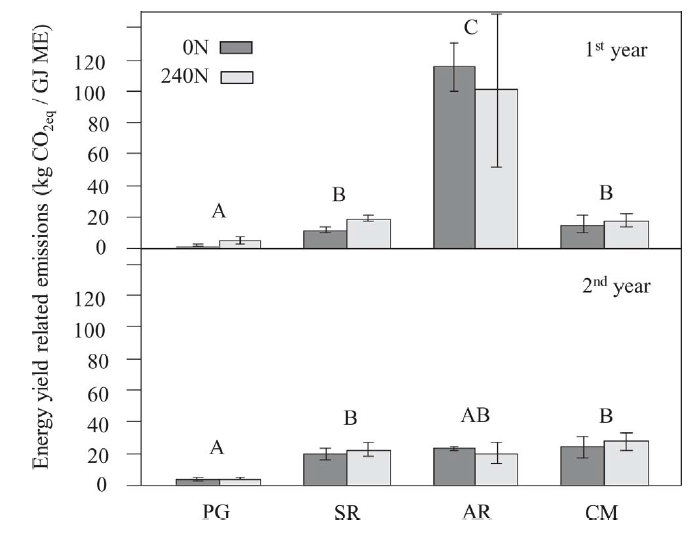 Energy yield related emissions (kg CO2eq / GJ ME)
0N
240N
1st year
120
100
80
60
40
20
0
A
B
C
B
2nd year
120
100
80
60
40
20
0
A
B
AB
B
PG SR AR CM